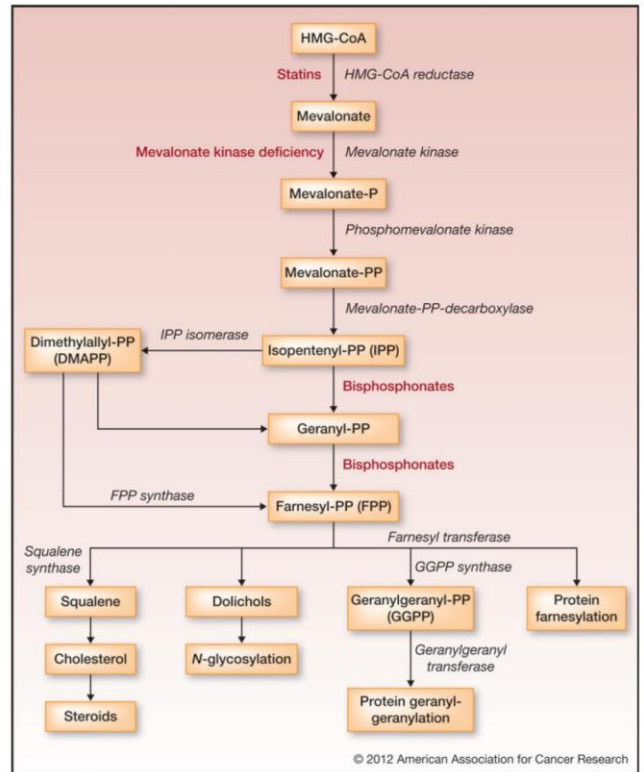 HMG-CoA
Statins HMG-CoA reductase
Mevalonate
Mevalonate kinase deficiency Mevalonate kinase
Mevalonate-P
Phosphomevalonate kinase
Mevalonate-PP
Mevalonate-PP-decarboxylase
Dimethylallyl-PP
(DMAPP)
IPP isomerase
Isopentenyl-PP (IPP)
Bisphosphonates
Geranyl-PP
Bisphosphonates
FPP synthase
Farnesyl-PP (FPP)
Squalene
synthase
Farnesyl transferase
GGPP synthase
Squalene
Dolichols
Geranylgeranyl-PP
(GGPP)
Protein
farnesylation
Cholesterol
N-glycosylation
Geranylgeranyl
transferase
Steroids
Protein geranyl-
geranylation
© 2012 American Association for Cancer Research